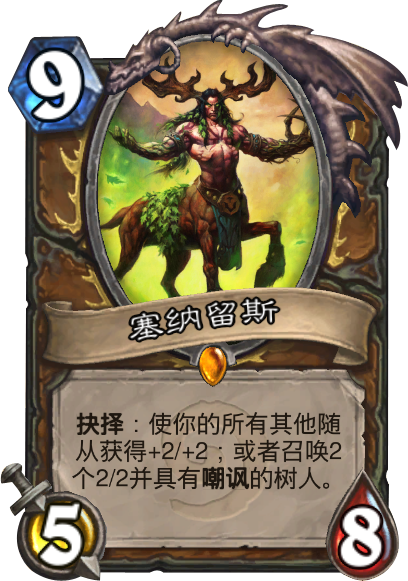 9
塞纳留斯
抉择：使你的所有其他随
从获得+2/+2；或者召唤2
个2/2并具有嘲讽的树人。
5
8